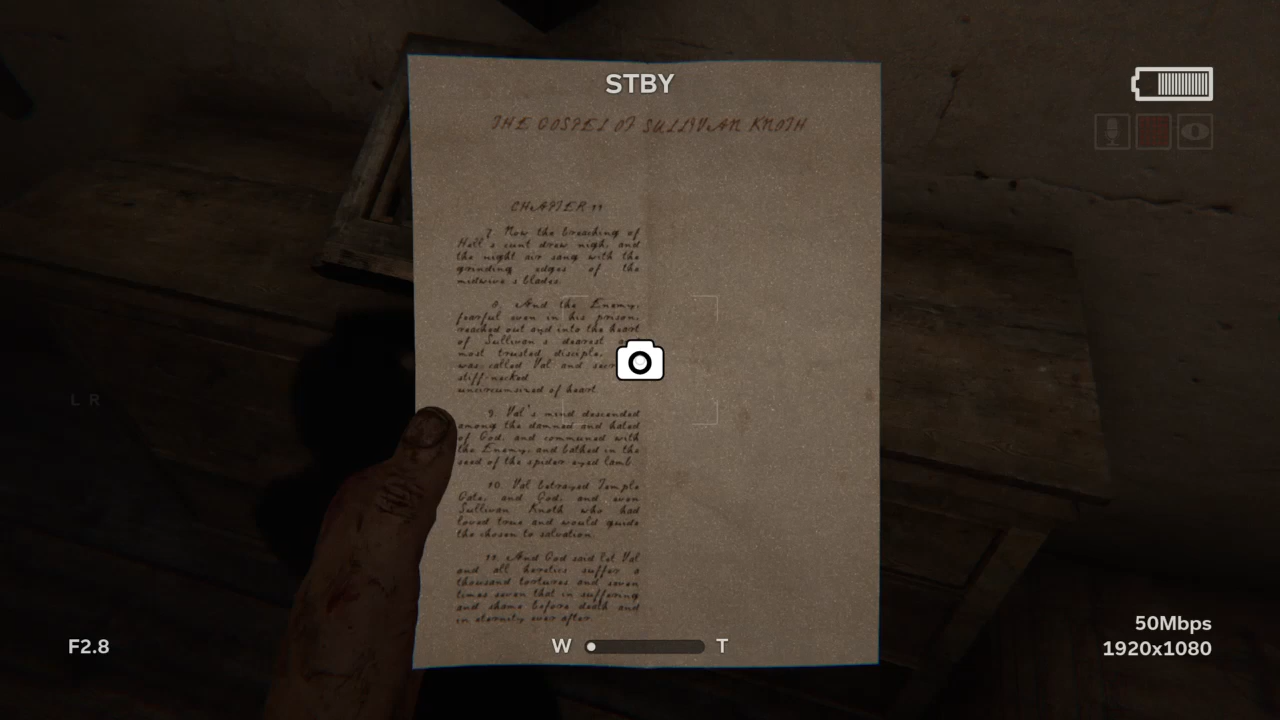 STBY
THE GOSPEL OF SULLIVAN KNOTH
CHAPTER 11
7. Now the breaching of
Hell's cunt drew nigh, and
the night air sang with the
grinding edges of the
midwive's blades.
8. And the Enemy,
fearful even in his prison,
reached out and into the heart
of Sullivan's dearest
most trusted disciple.
was called Val and
stiff-necked
uncircumsised of heart.
9. Val's mind descended
among the damned and hated
of God, and communed with
the Enemy, and bathed in the
seed of the spider-eyed lamb.
10. Val betrayed Temple
Gate, and God, and even
Sullivan Knoth who had
loved true and would guide
the chosen to salvation.
11. And God said let Val
and all heretics suffer a
thousand tortures and seven
times seven that in suffering
and shame before death and
in eternity ever after.
L R
F2.8
W T
50Mbps
1920x1080